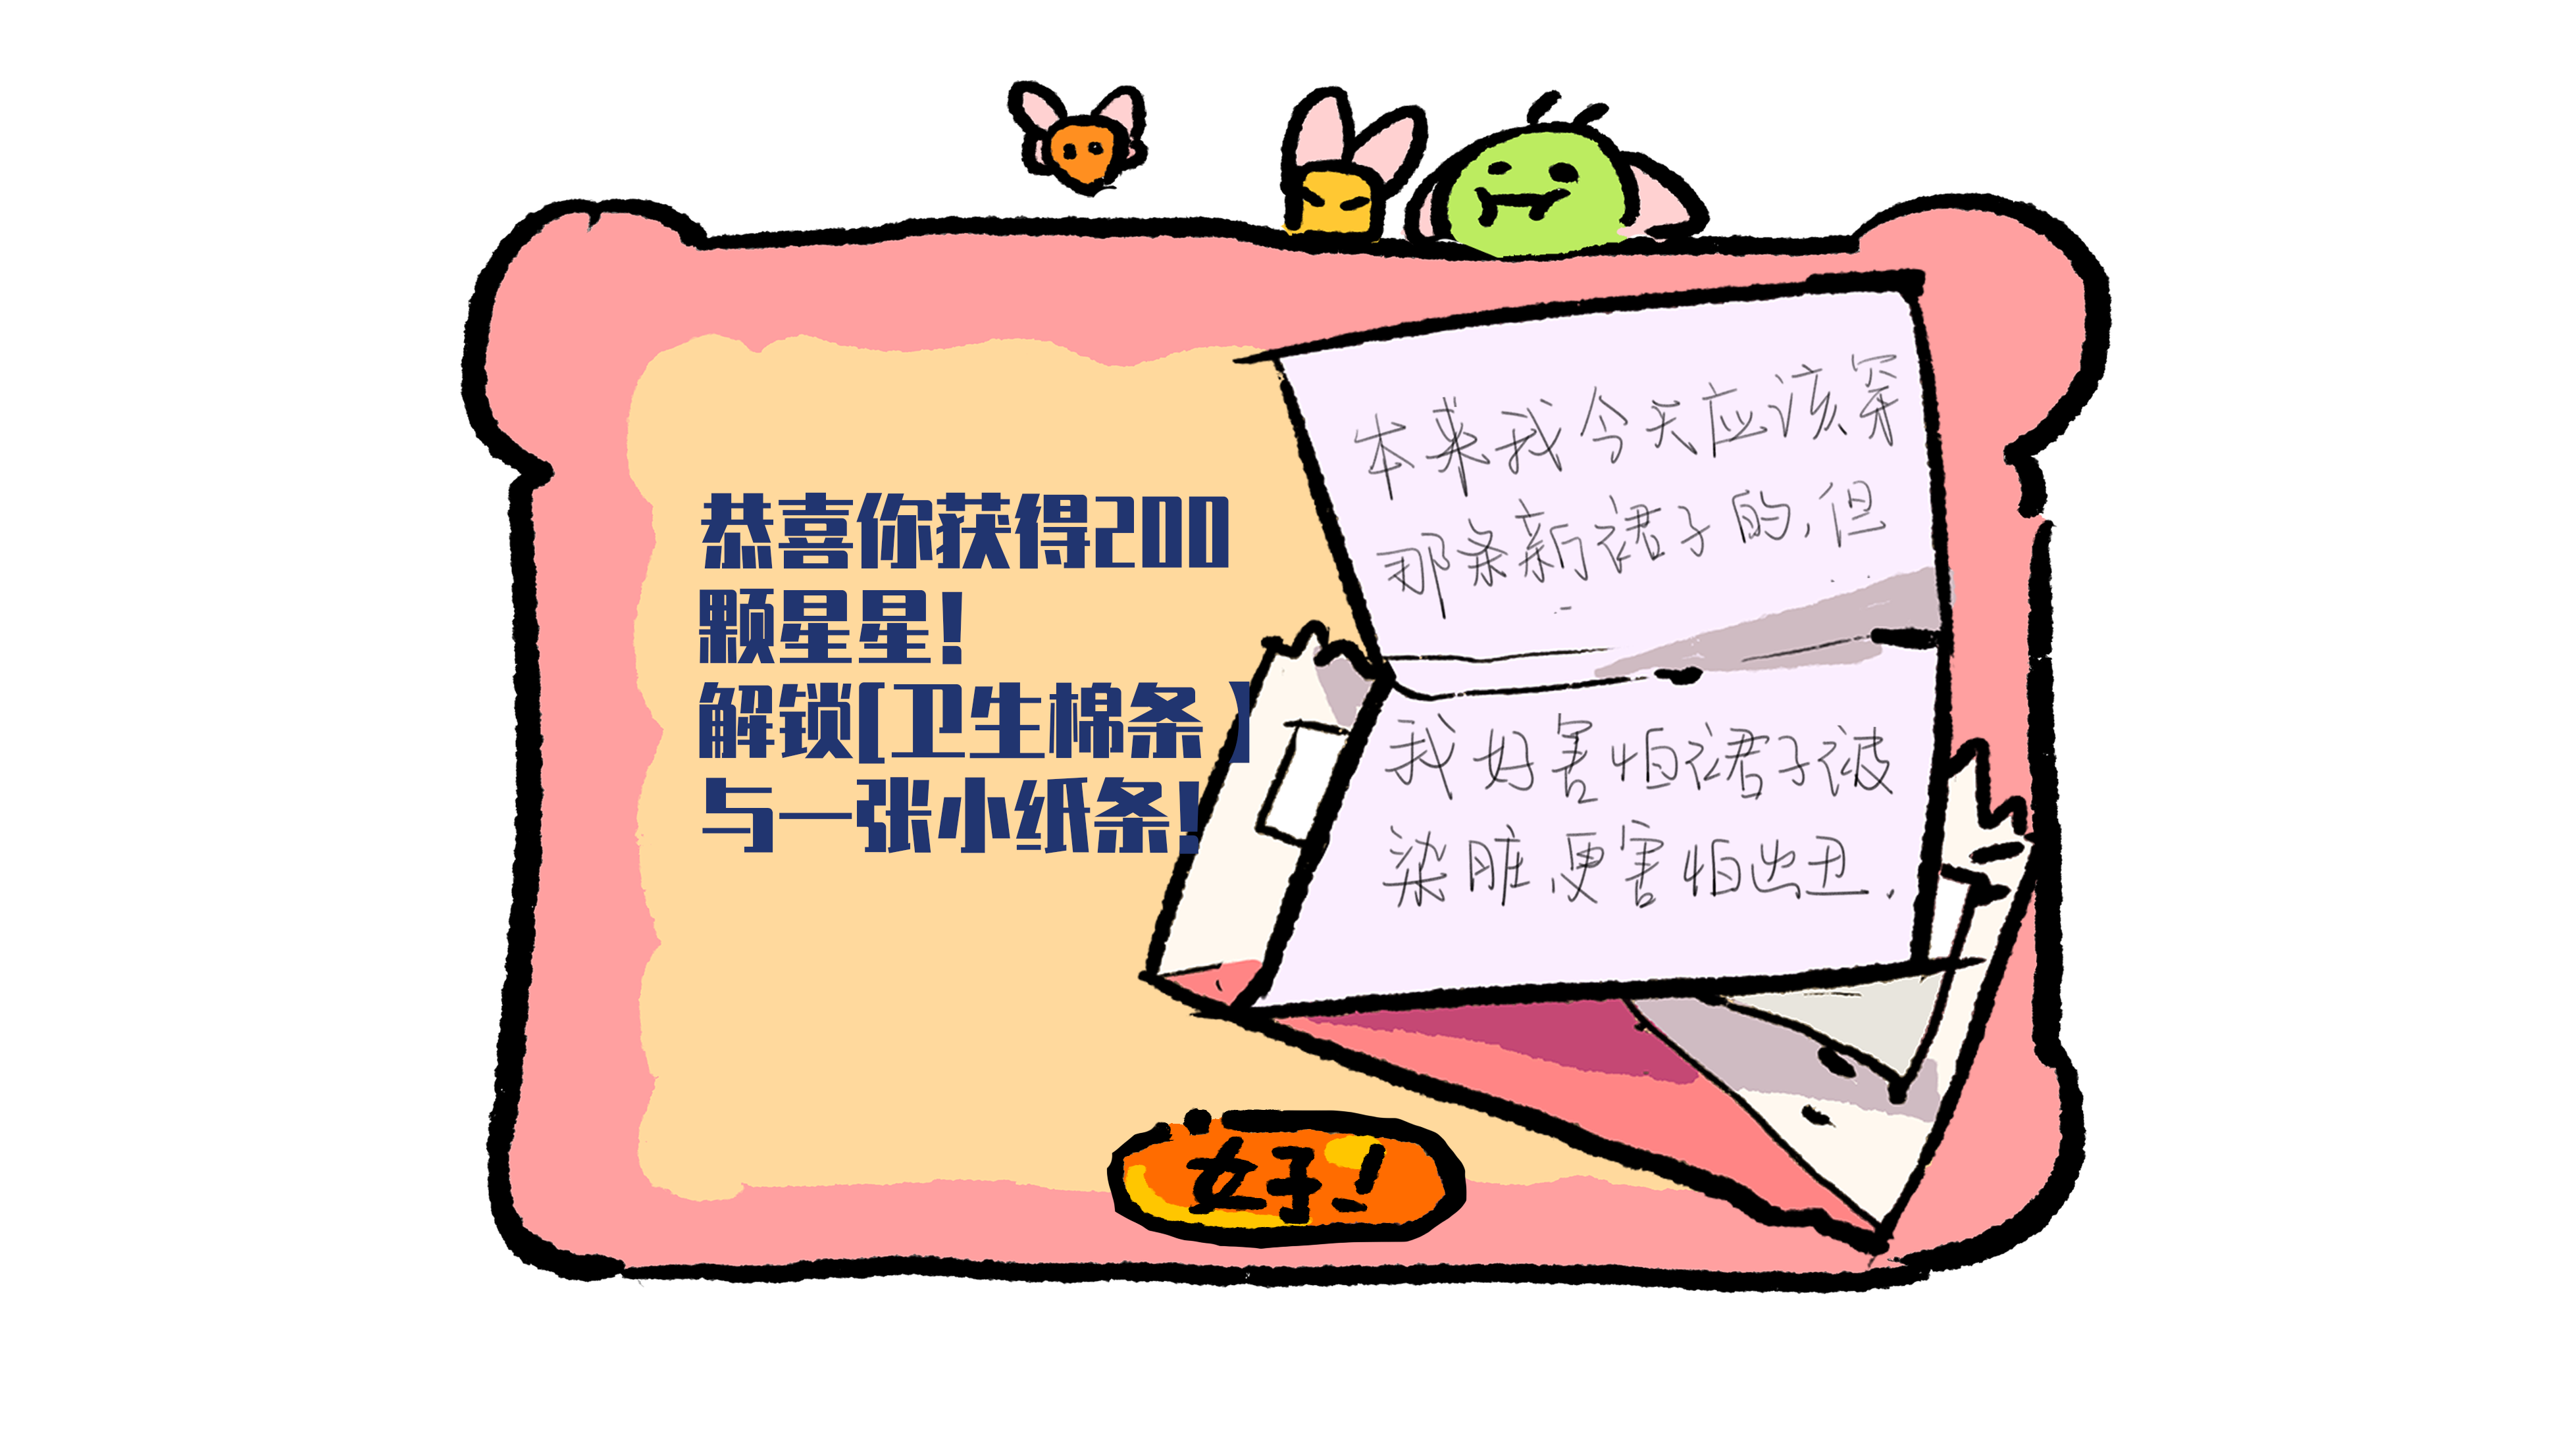 恭喜你获得200
颗星星！
解锁[卫生棉条】
与一张小纸条！
本来我今天应该穿
那条新裙子的，但
我好害怕裙子被
染脏更害怕出丑.
好！